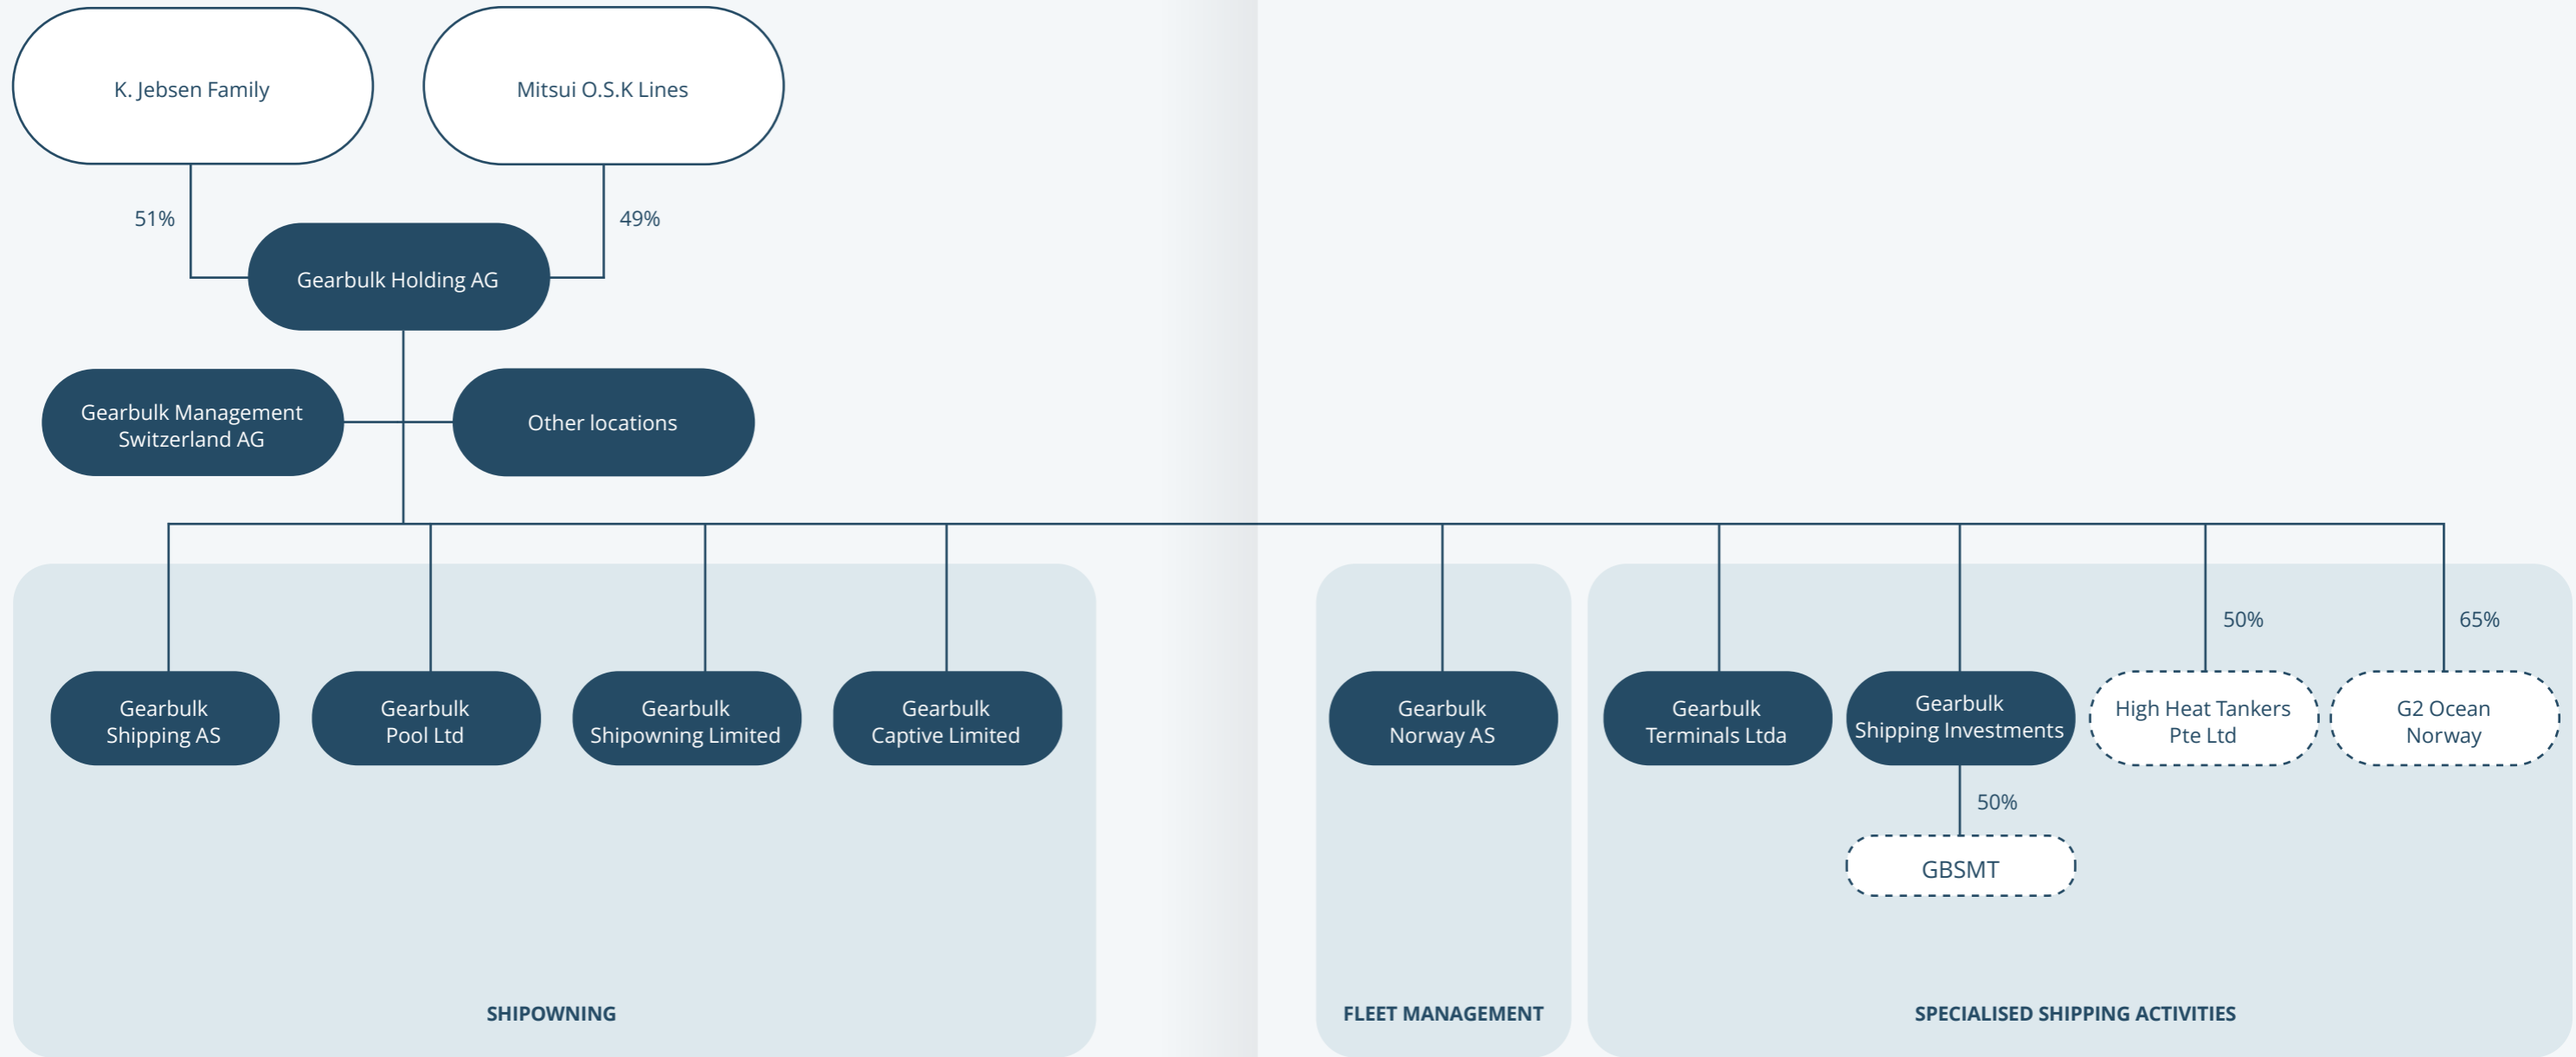 K. Jebsen Family
Mitsui O.S.K Lines
51%
49%
Gearbulk Holding AG
Gearbulk Management
Switzerland AG
Other locations
50%
65%
Gearbulk
Shipping AS
Gearbulk
Pool Ltd
Gearbulk
Shipowning Limited
Gearbulk
Captive Limited
Gearbulk
Norway AS
Gearbulk
Terminals Ltda
Gearbulk
Shipping Investments
High Heat Tankers
Pte Ltd
G2 Ocean
Norway
50%
GBSMT
SHIPOWNING
FLEET MANAGEMENT
SPECIALISED SHIPPING ACTIVITIES